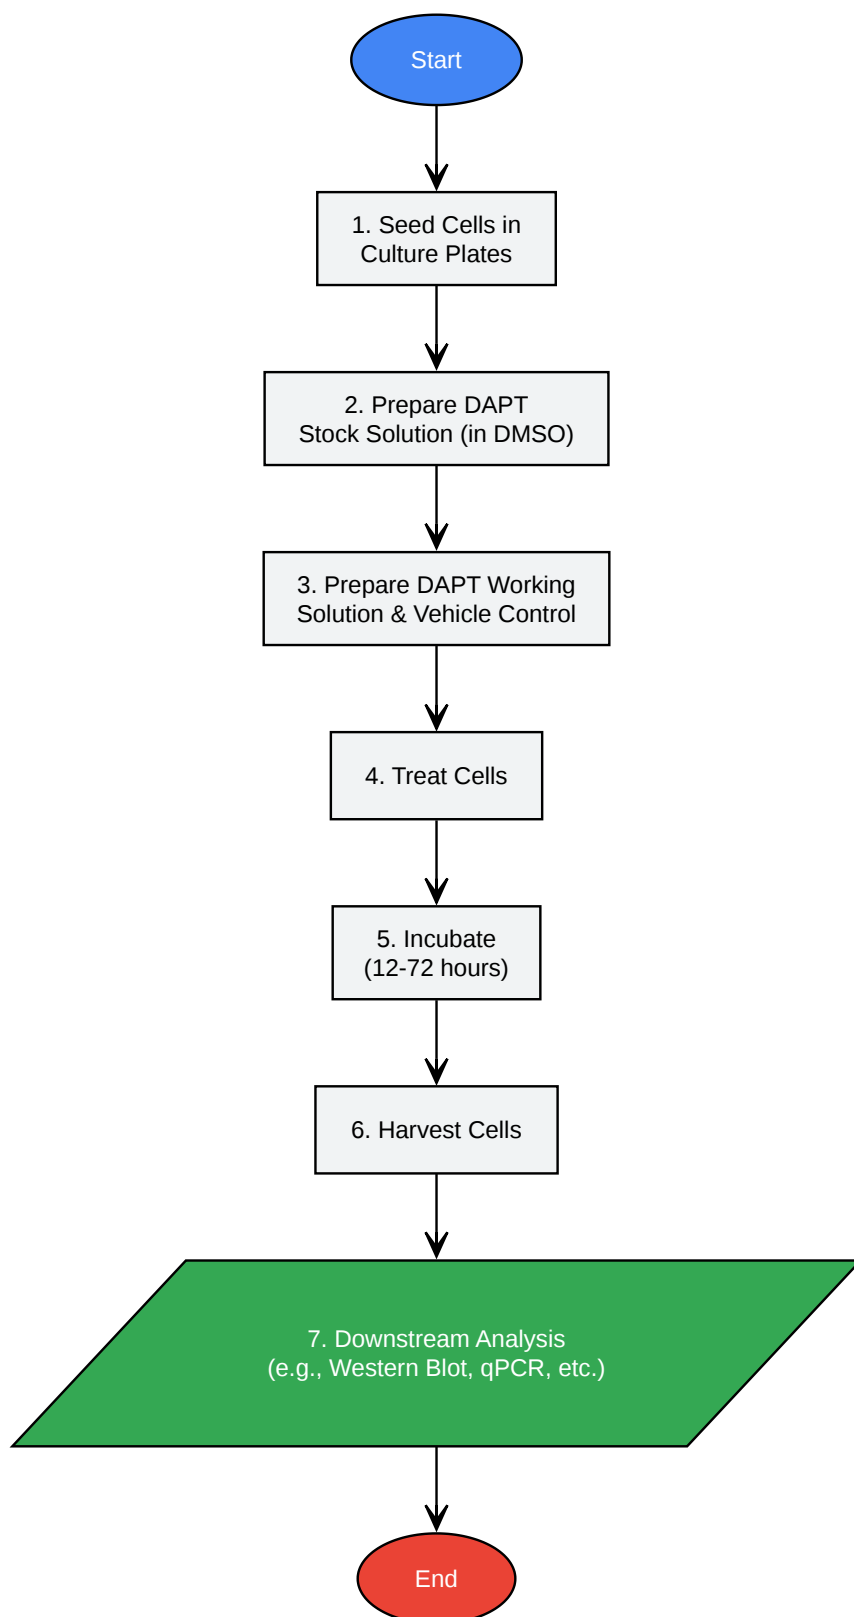 Start
1. Seed Cells in
Culture Plates
2. Prepare DAPT
Stock Solution (in DMSO)
3. Prepare DAPT Working
Solution & Vehicle Control
4. Treat Cells
5. Incubate
(12-72 hours)
6. Harvest Cells
7. Downstream Analysis
(e.g., Western Blot, qPCR, etc.)
End